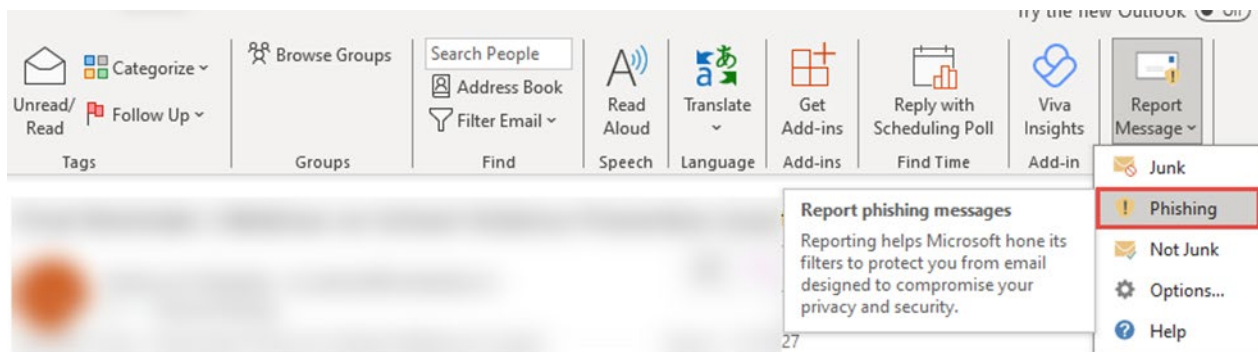 Try the new Outlook Off
Unread/
Read
Categorize
Follow Up
Tags
Browse Groups
Groups
Search People
Address Book
Filter Email
Find
Read
Aloud
Speech
Translate
Language
Get
Add-ins
Add-ins
Reply with
Scheduling Poll
Find Time
Viva
Insights
Add-in
Report
Message
Junk
Phishing
Not Junk
Options...
Help
Report phishing messages
Reporting helps Microsoft hone its
filters to protect you from email
designed to compromise your
privacy and security.
27